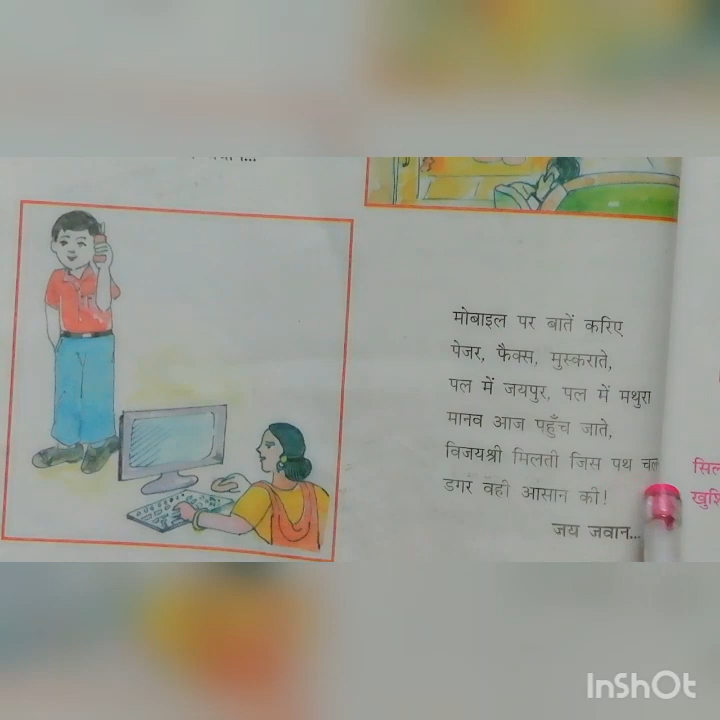 मोबाइल पर बातें करिए
पेजर, फैक्स, मुस्कराते,
पल में जयपुर, पल में मथुरा
मानव आज पहुँच जाते,
विजयश्री मिलती जिस पथ चल
डगर वही आसान की!
जय जवान...
InShOt